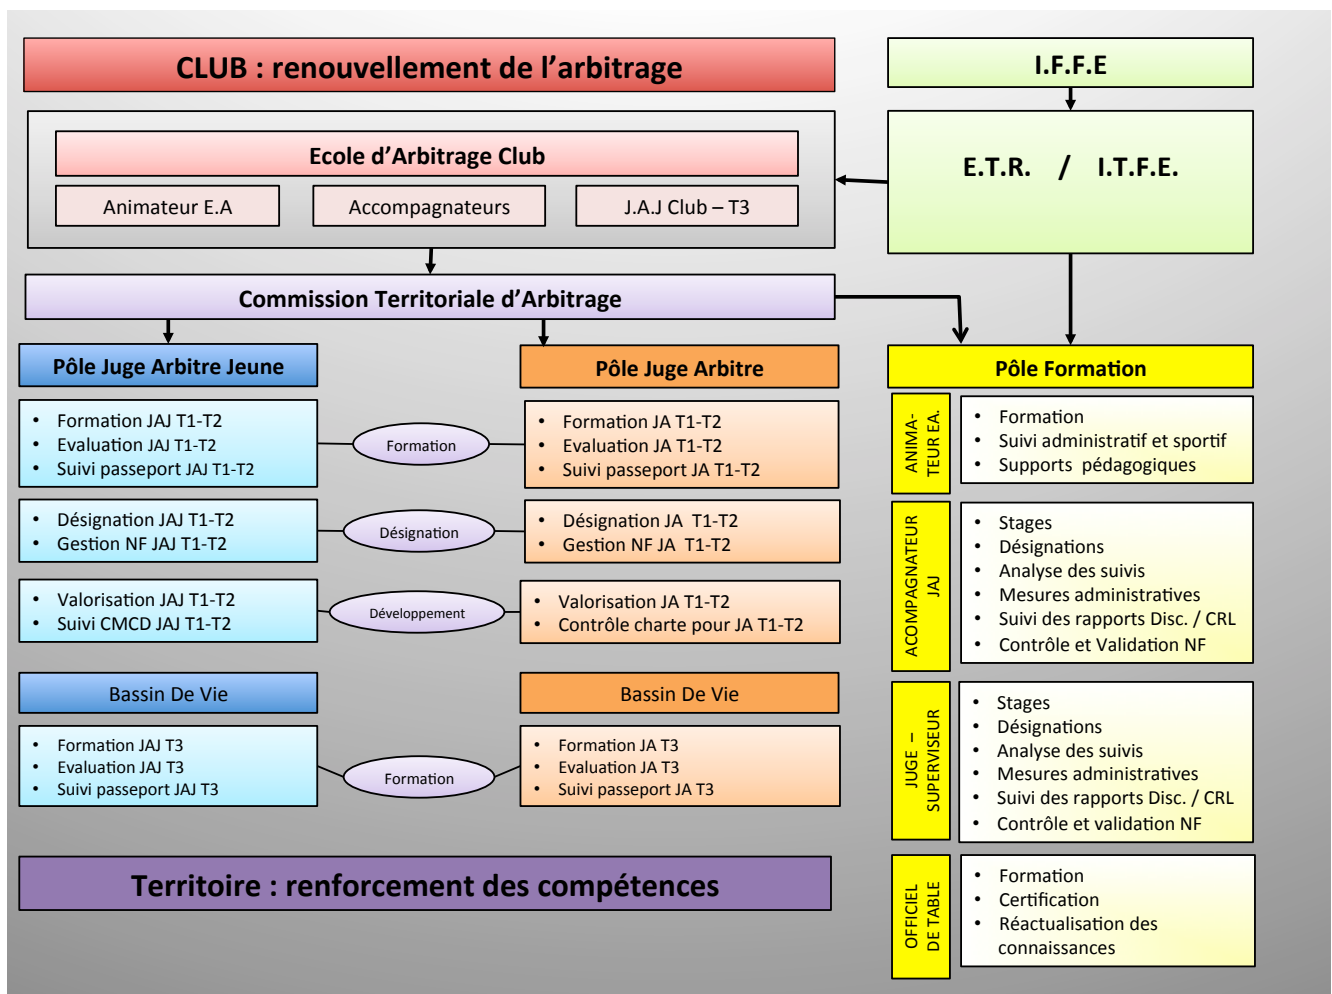 CLUB : renouvellement de l’arbitrage
I.F.F.E
Ecole d’Arbitrage Club
Animateur E.A
Accompagnateurs
J.A.J Club – T3
E.T.R. / I.T.F.E.
Commission Territoriale d’Arbitrage
Pôle Juge Arbitre Jeune
Pôle Juge Arbitre
Pôle Formation
• Formation JAJ T1-T2
• Evaluation JAJ T1-T2
• Suivi passeport JAJ T1-T2
Formation
• Formation JA T1-T2
• Evaluation JA T1-T2
• Suivi passeport JA T1-T2
• Désignation JAJ T1-T2
• Gestion NF JAJ T1-T2
Désignation
• Désignation JA T1-T2
• Gestion NF JA T1-T2
• Valorisation JAJ T1-T2
• Suivi CMCD JAJ T1-T2
Développement
• Valorisation JA T1-T2
• Contrôle charte pour JA T1-T2
Bassin De Vie
Bassin De Vie
• Formation JAJ T3
• Evaluation JAJ T3
• Suivi passeport JAJ T3
Formation
• Formation JA T3
• Evaluation JA T3
• Suivi passeport JA T3
Territoire : renforcement des compétences
ANIMA-
TEUR EA.
• Formation
• Suivi administratif et sportif
• Supports pédagogiques
ACOMPAGNATEUR
JAJ
• Stages
• Désignations
• Analyse des suivis
• Mesures administratives
• Suivi des rapports Disc. / CRL
• Contrôle et Validation NF
JUGE –
SUPERVISEUR
• Stages
• Désignations
• Analyse des suivis
• Mesures administratives
• Suivi des rapports Disc. / CRL
• Contrôle et validation NF
OFFICIEL
DE TABLE
• Formation
• Certification
• Réactualisation des
connaissances